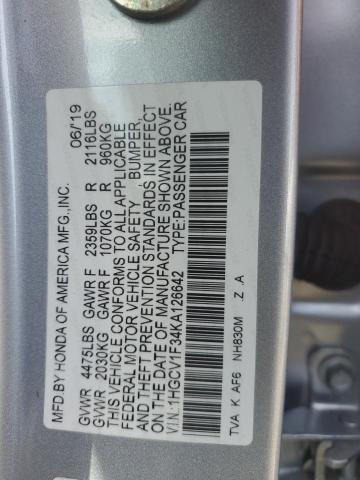 MFD.BY HONDA OF AMERICA MFG.,INC. 06/'19
GVWR 4475LBS GAWR F 2359LBS R 2116LBS
GVWR 2030KG GAWR F 1070KG R 960KG
THIS VEHICLE CONFORMS TO ALL APPLICABLE
FEDERAL MOTOR VEHICLE SAFETY, BUMPER,
AND THEFT PREVENTION STANDARDS IN EFFECT
ON THE DATE OF MANUFACTURE SHOWN ABOVE.
V.I.N.:1HGCV1F34KA126642 TYPE:PASSENGER CAR
TVA K AF6 NH830M Z .A